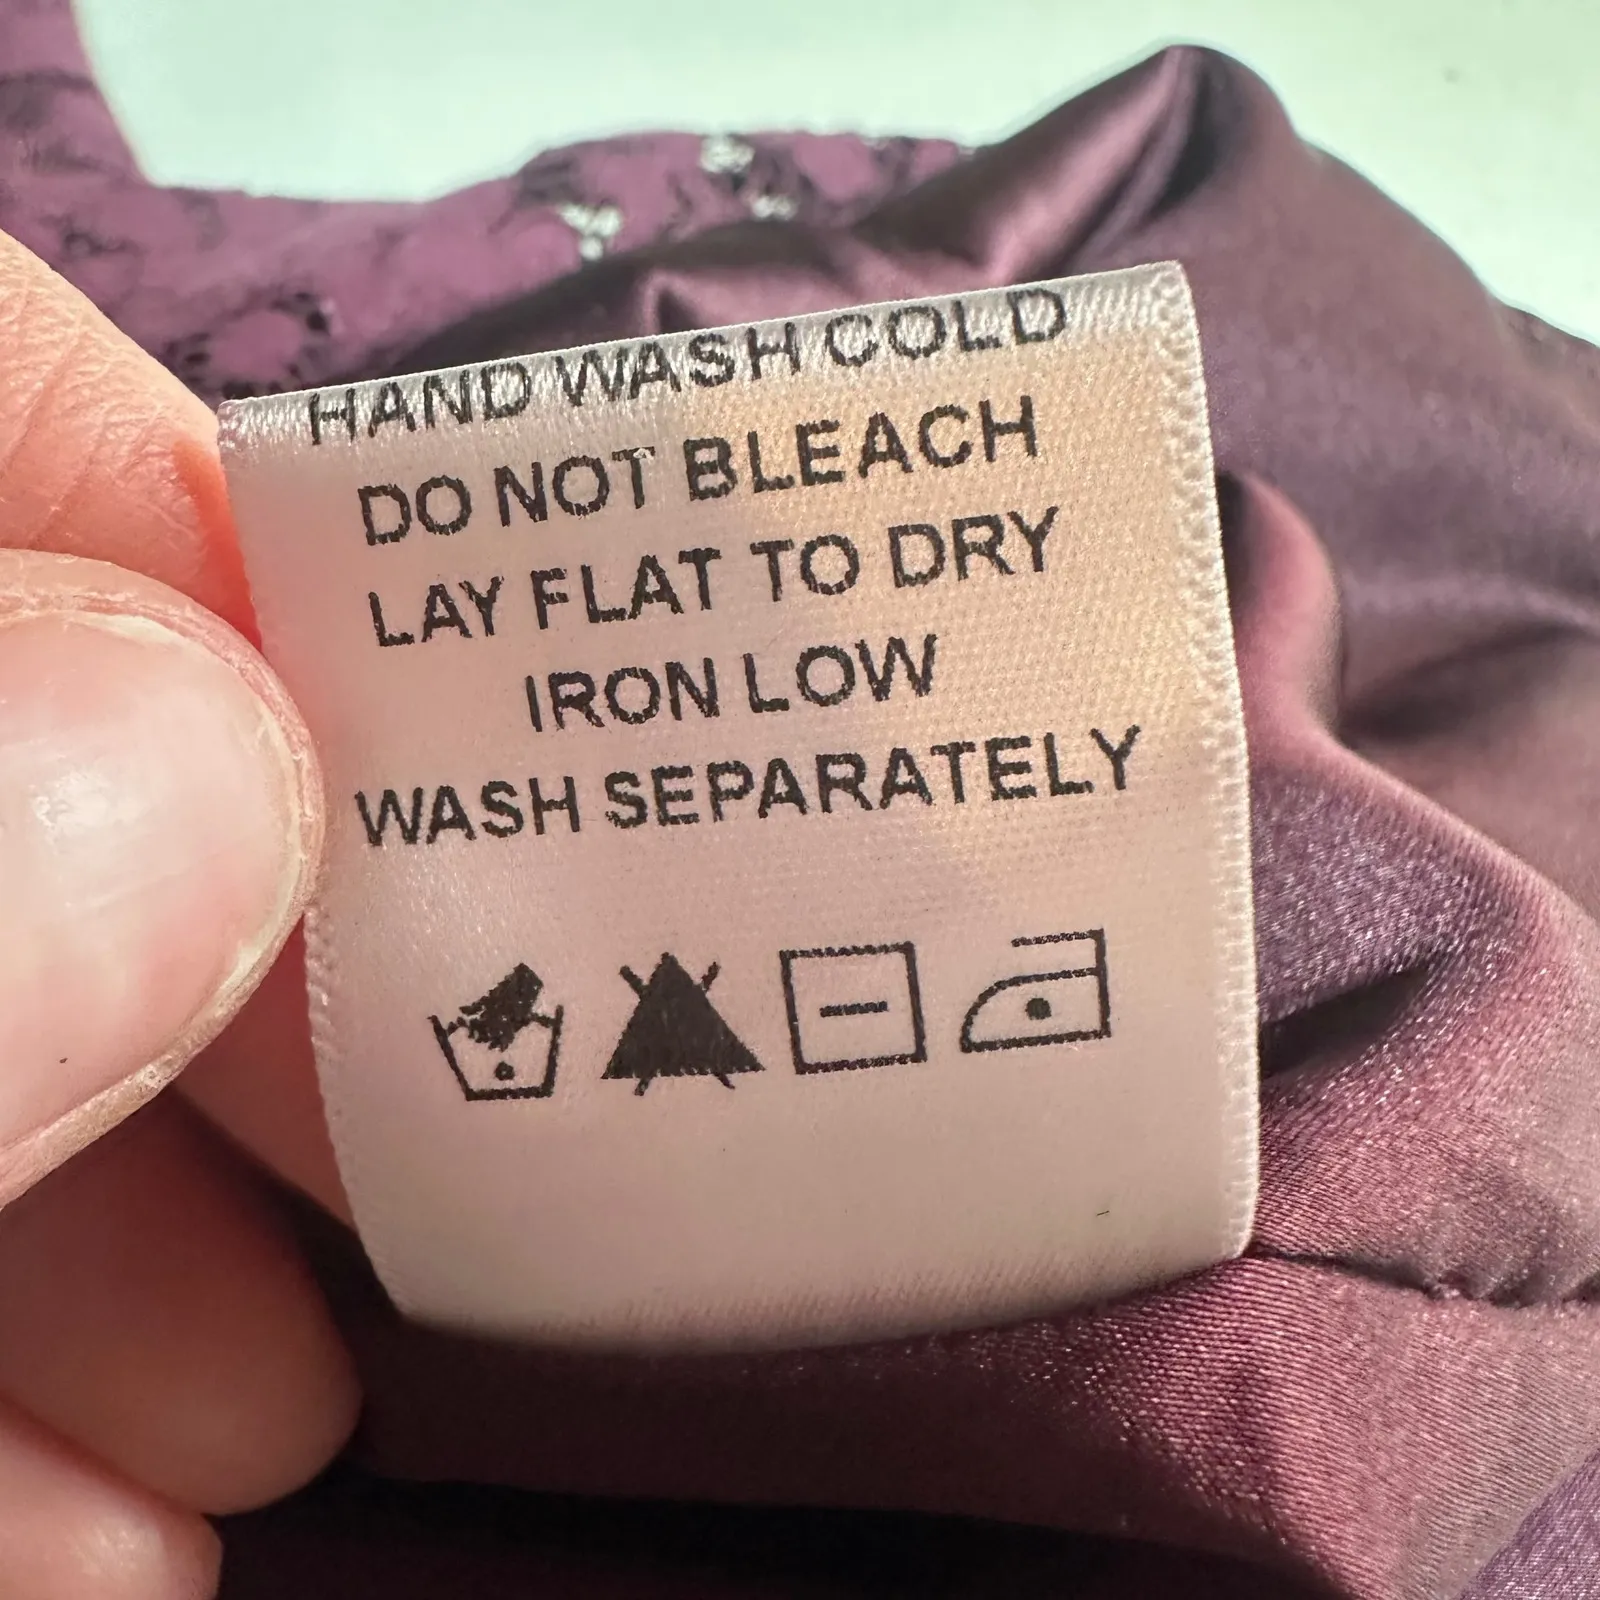 HAND WASH COLD
DO NOT BLEACH
LAY FLAT TO DRY
IRON LOW
WASH SEPARATELY